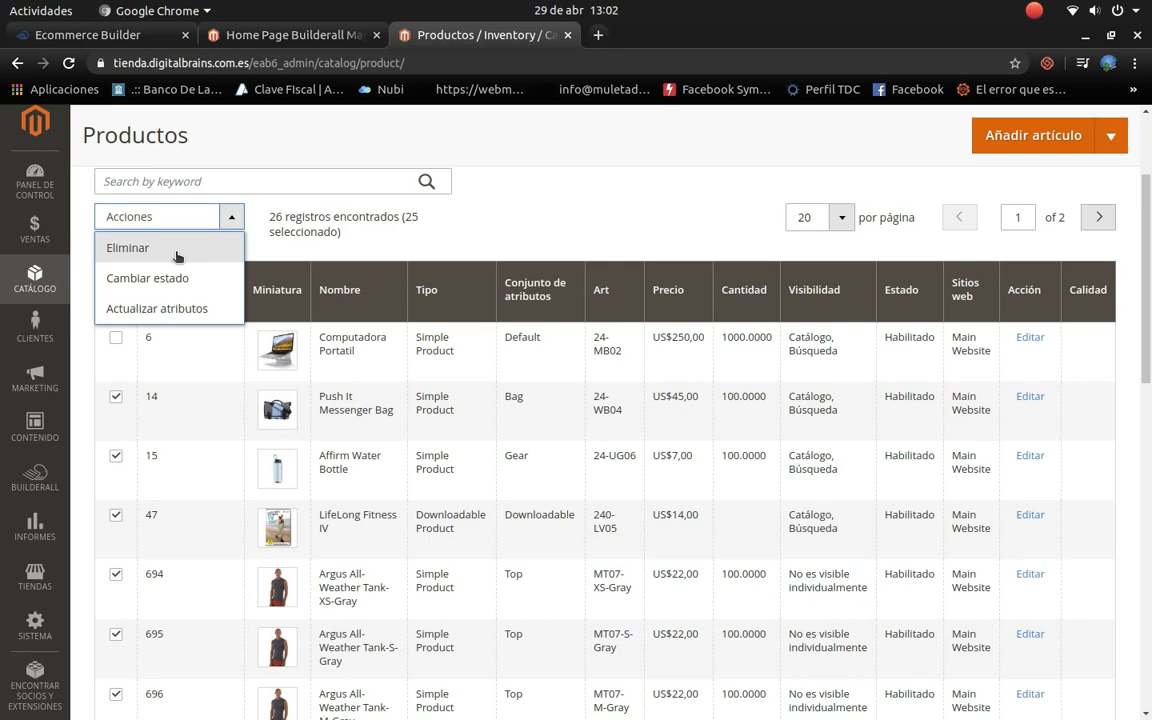 Actividades
Google Chrome
29 de abr 13:02
Ecommerce Builder
Home Page Builderall Ma
Productos / Inventory / Ca
tienda.digitalbrains.com.es/eab6_admin/catalog/product/
Aplicaciones
.:: Banco De La...
Clave FIscal | A...
Nubi
https://webm...
info@muletad...
Facebook Sym...
Perfil TDC
Facebook
El error que es...
»
Productos
Añadir artículo
PANEL DE
CONTROL
VENTAS
CATÁLOGO
CLIENTES
MARKETING
CONTENIDO
BUILDERALL
INFORMES
TIENDAS
SISTEMA
ENCONTRAR
SOCIOS Y
EXTENSIONES
Search by keyword
Acciones
Eliminar
Cambiar estado
Actualizar atributos
26 registros encontrados (25
seleccionado)
20
por página
1
of 2
Miniatura
Nombre
Tipo
Conjunto de
atributos
Art
Precio
Cantidad
Visibilidad
Estado
Sitios
web
Acción
Calidad
6
Computadora
Portatil
Simple
Product
Default
24-
MB02
US$250,00
1000.0000
Catálogo,
Búsqueda
Habilitado
Main
Website
Editar
14
Push It
Messenger Bag
Simple
Product
Bag
24-
WB04
US$45,00
100.0000
Catálogo,
Búsqueda
Habilitado
Main
Website
Editar
15
Affirm Water
Bottle
Simple
Product
Gear
24-UG06
US$7,00
100.0000
Catálogo,
Búsqueda
Habilitado
Main
Website
Editar
47
LifeLong Fitness
IV
Downloadable
Product
Downloadable
240-
LV05
US$14,00
Catálogo,
Búsqueda
Habilitado
Main
Website
Editar
694
Argus All-
Weather Tank-
XS-Gray
Simple
Product
Top
MT07-
XS-Gray
US$22,00
100.0000
No es visible
individualmente
Habilitado
Main
Website
Editar
695
Argus All-
Weather Tank-S-
Gray
Simple
Product
Top
MT07-S-
Gray
US$22,00
100.0000
No es visible
individualmente
Habilitado
Main
Website
Editar
696
Argus All-
Weather Tank-
Simple
Product
Top
MT07-
M-Gray
US$22,00
100.0000
No es visible
individualmente
Habilitado
Main
Website
Editar